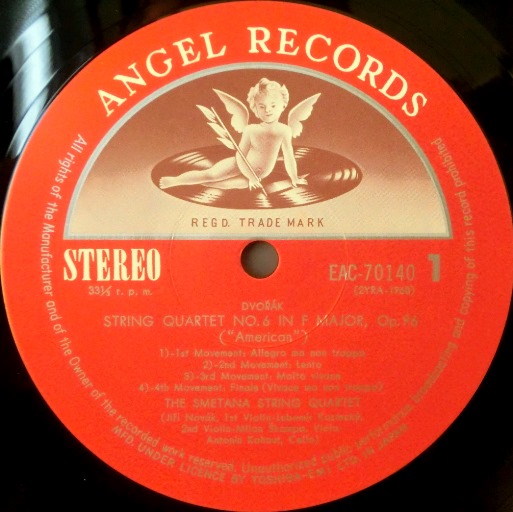 ANGEL RECORDS
REGD. TRADE MARK
STEREO
33⅓ r. p. m.
EAC-70140 1
(2YEA-1960)
DVOŘÁK
STRING QUARTET NO.6 IN F MAJOR, Op.96
("American")
1)-1st Movement: Allegro ma non troppo
2)-2nd Movement: Lento
3)-3rd Movement: Molto vivace
4)-4th Movement: Finale (Vivace ma non troppo)
THE SMETANA STRING QUARTET
(Jiří Novák, 1st Violin-Lubomír Kostecký,
2nd Violin-Milan Škampa, Viola
Antonín Kohout, Cello)
All rights of the Manufacturer and of the Owner of the recorded work reserved. Unauthorized public performance, broadcasting and copying of this record prohibited
MFD. UNDER LICENCE BY TOSHIBA-EMI LTD. IN JAPAN